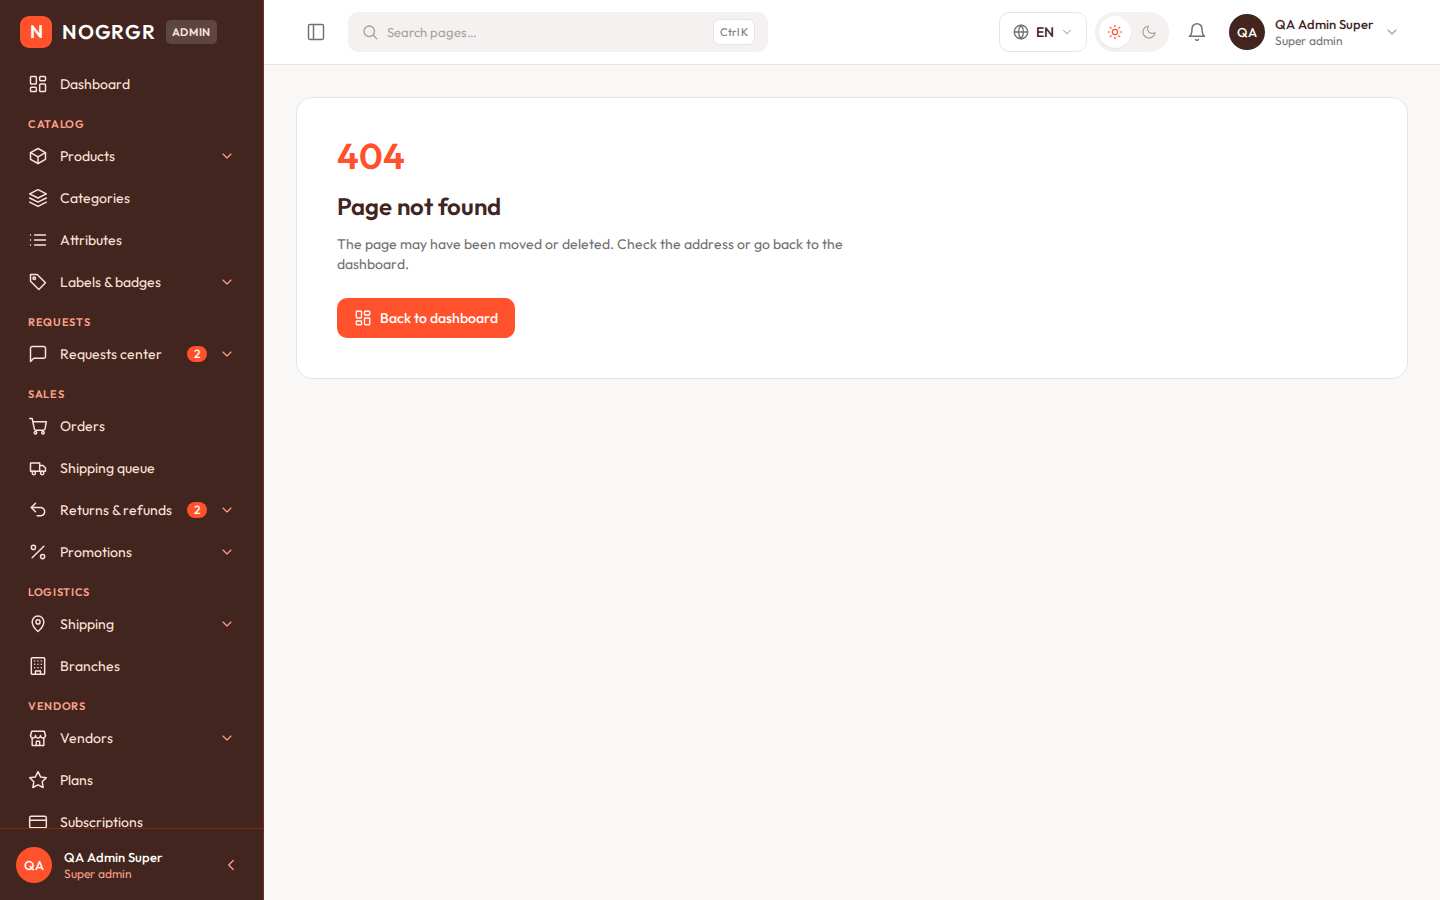 N NOGRGR ADMIN
Search pages...
Ctrl K
EN
QA
QA Admin Super
Super admin
Dashboard
CATALOG
Products
Categories
Attributes
Labels & badges
REQUESTS
Requests center 2
SALES
Orders
Shipping queue
Returns & refunds 2
Promotions
LOGISTICS
Shipping
Branches
VENDORS
Vendors
Plans
Subscriptions
QA
QA Admin Super
Super admin
404
Page not found
The page may have been moved or deleted. Check the address or go back to the
dashboard.
Back to dashboard